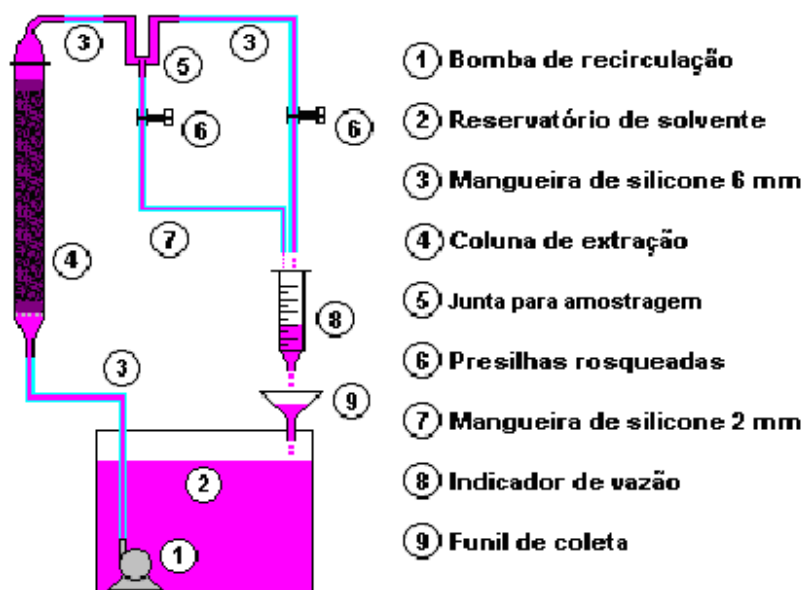 3
3
5
6
6
4
7
8
3
9
2
1
1 Bomba de recirculação
2 Reservatório de solvente
3 Mangueira de silicone 6 mm
4 Coluna de extração
5 Junta para amostragem
6 Presilhas rosqueadas
7 Mangueira de silicone 2 mm
8 Indicador de vazão
9 Funil de coleta